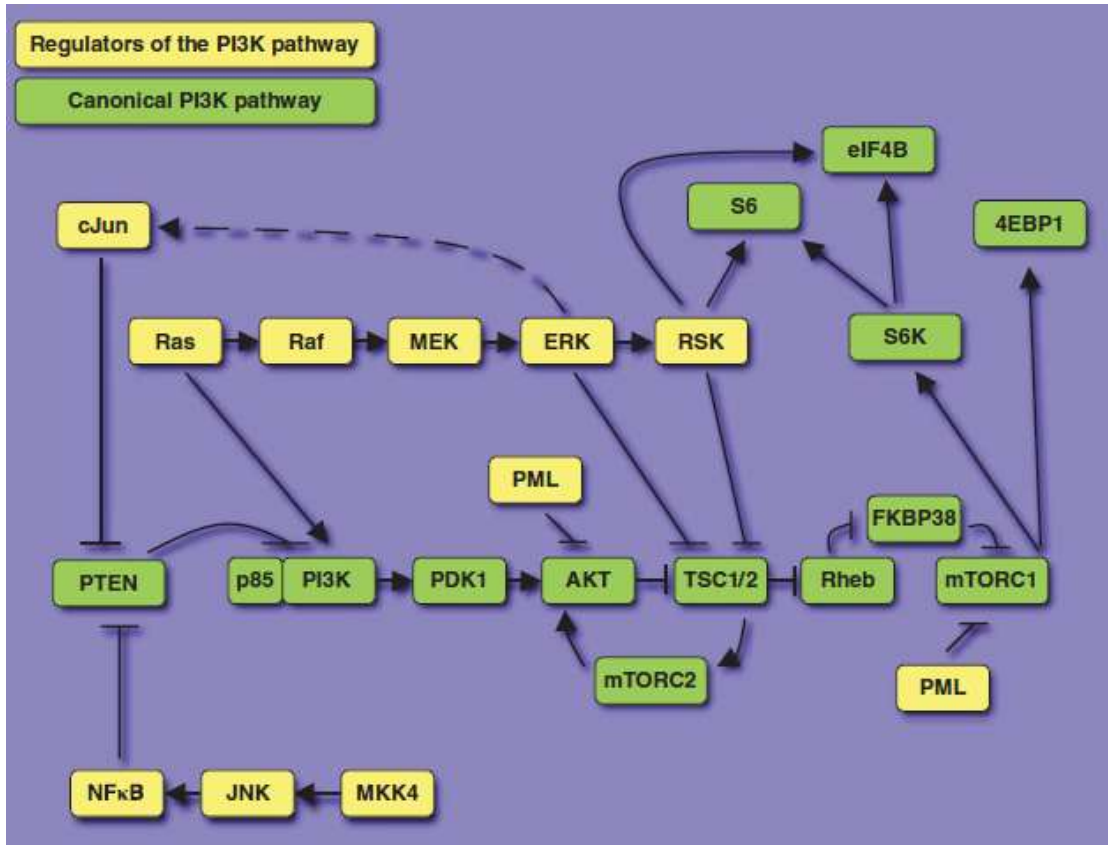 Regulators of the PI3K pathway
Canonical PI3K pathway
eIF4B
S6
4EBP1
cJun
Ras
Raf
MEK
ERK
RSK
S6K
PML
FKBP38
PTEN
p85
PI3K
PDK1
AKT
TSC1/2
Rheb
mTORC1
mTORC2
PML
NFκB
JNK
MKK4